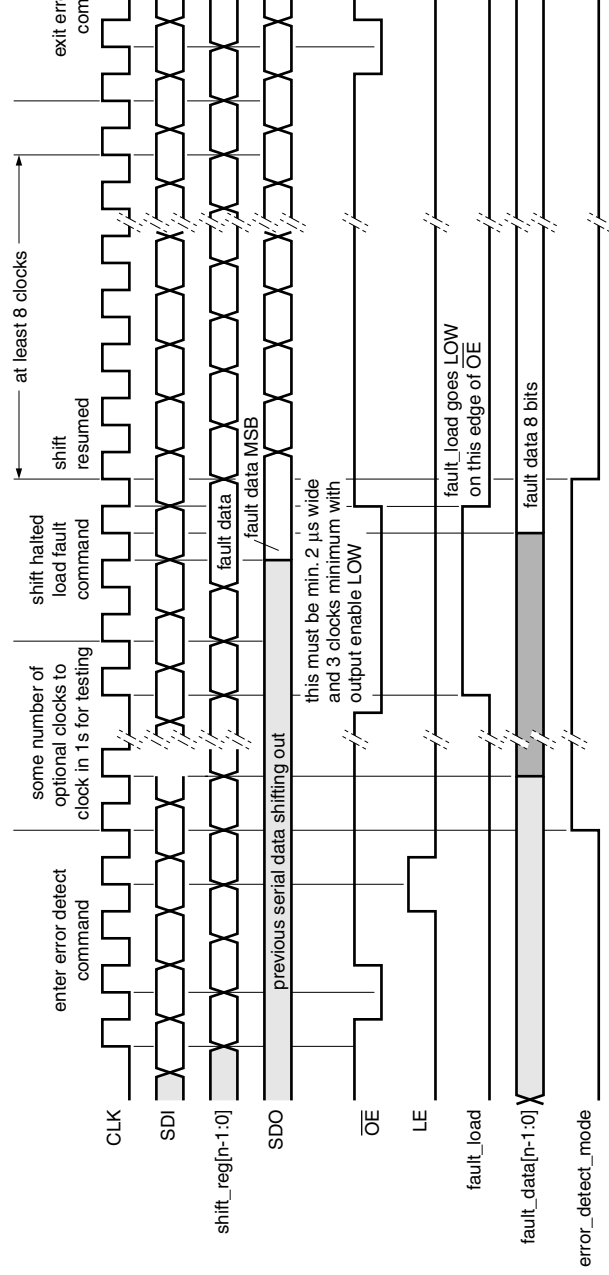 enter error detect
command
some number of
optional clocks to
clock in 1s for testing
shift halted
load fault
command
shift
resumed
at least 8 clocks
exit err
com
CLK
SDI
shift_reg[n-1:0]
fault data
SDO
previous serial data shifting out
fault data MSB
this must be min. 2 μs wide
and 3 clocks minimum with
output enable LOW
OE
LE
fault_load
fault_load goes LOW
on this edge of OE
fault_data[n-1:0]
fault data 8 bits
error_detect_mode